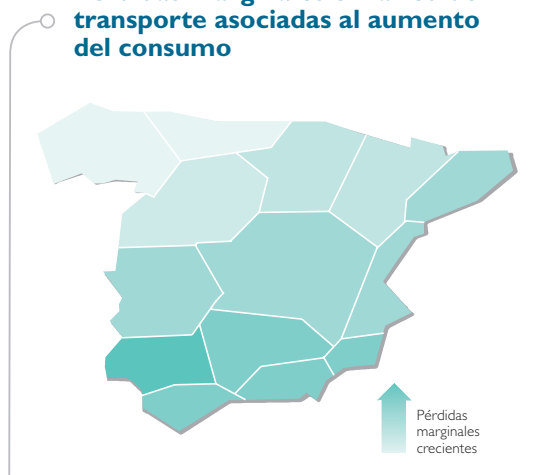 transporte asociadas al aumento
del consumo
Pérdidas
marginales
crecientes